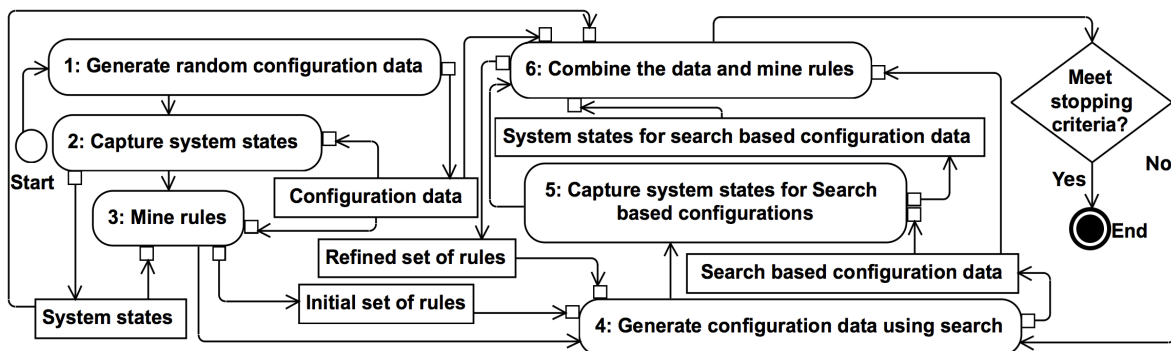 1: Generate random configuration data
2: Capture system states
Start
3: Mine rules
Configuration data
System states
Initial set of rules
Refined set of rules
6: Combine the data and mine rules
System states for search based configuration data
5: Capture system states for Search
based configurations
Search based configuration data
4: Generate configuration data using search
Meet
stopping
criteria?
Yes
No
End